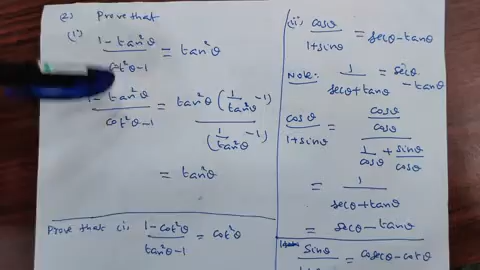 (2) Prove that
(i) (1 - tan²θ)/(cot²θ-1) = tan²θ
(1 - tan²θ)/(cot²θ-1) = tan²θ (1/tan²θ -1)/(1/tan²θ -1)
= tan²θ
Prove that (i) (1-cot²θ)/(tan²θ-1) = cot²θ
(ii) cosθ/(1+sinθ) = secθ-tanθ
Note: 1/(secθ+tanθ) = secθ-tanθ
cosθ/(1+sinθ) = (cosθ/cosθ)/(1/cosθ + sinθ/cosθ)
= 1/(secθ+tanθ)
= secθ-tanθ
sinθ = cosecθ-cotθ